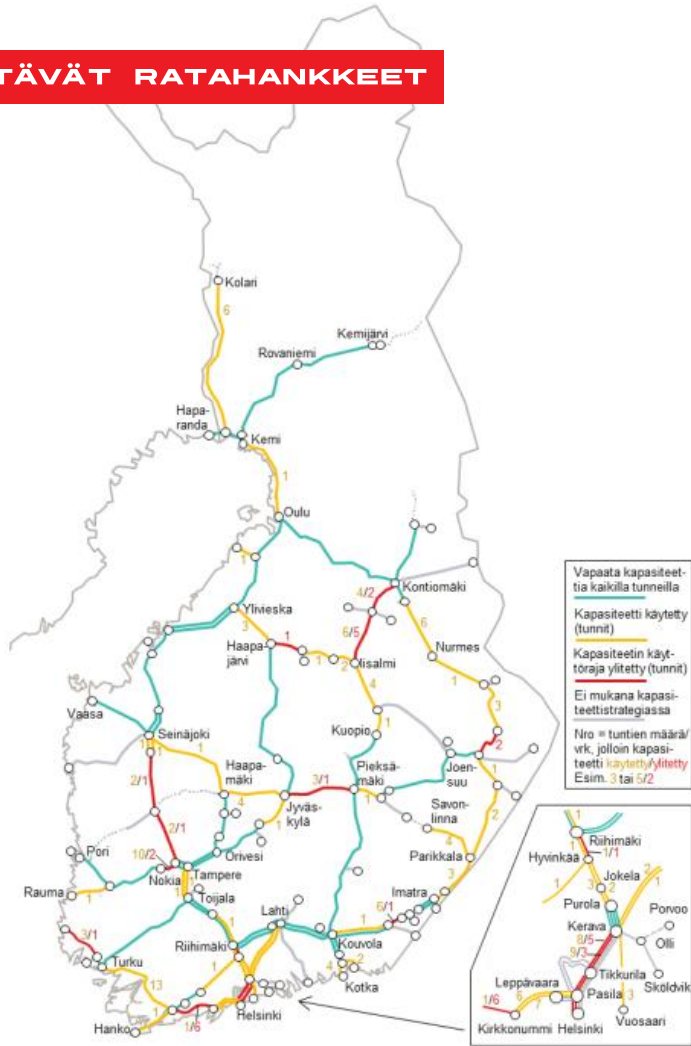 TÄVÄT RATAHANKKEET
Kolari
6
Kemijärvi
Rovaniemi
Hapa-
randa
Kemi
1
Oulu
1
Kontiomäki
4/2
6/5
6
Ylivieska
3
Haapa-
järvi
1
1
2
Iisalmi
Nurmes
1
3
4
Vaasa
Seinäjoki
1
1
1
Kuopio
1
2
Haapa-
mäki
4
Jyväs-
kylä
1
3/1
Pieksä-
mäki
1
Joen-
suu
Savon-
linna
4
2
2/1
2/1
10/2
Pori
Nokia
Tampere
Orivesi
Toijala
1
Parikkala
3
Rauma
1
Imatra
6/1
1
Lahti
Kouvola
4
2
Kotka
3/1
Turku
Riihimäki
1
13
1/6
Hanko
1
Helsinki
Vapaata kapasiteet-
tia kaikilla tunneilla
Kapasiteetti käytetty
(tunnit)
Kapasiteetin käyt-
töraja ylitetty (tunnit)
Ei mukana kapasi-
teettistrategiassa
Nro = tuntien määrä/
vrk, jolloin kapasi-
teetti käytetty/ylitetty
Esim. 3 tai 5/2
1
Riihimäki
1/1
Hyvinkää
1
3
2
Jokela
2
1
Purola
Kerava
Porvoo
8/5
9/3
Olli
Tikkurila
Sköldvik
Leppävaara
6
7
Pasila
3
1/6
Kirkkonummi
Helsinki
Vuosaari